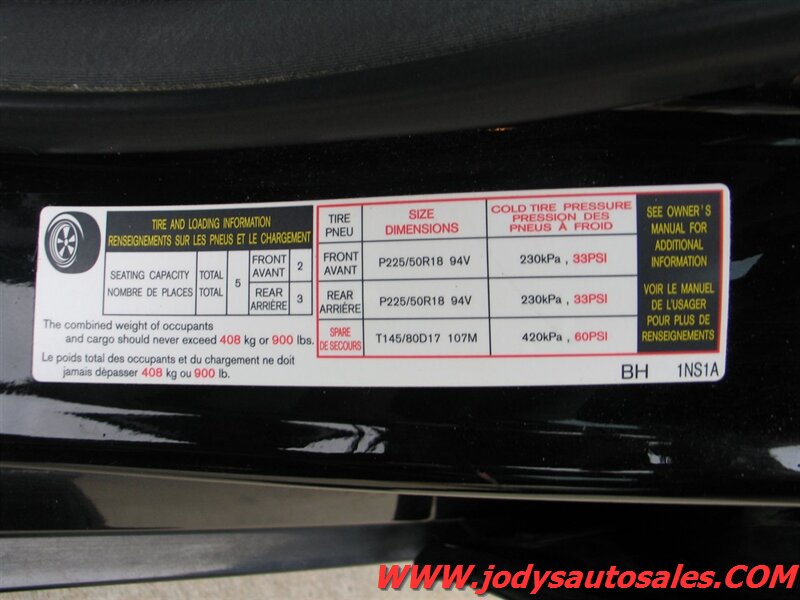 TIRE AND LOADING INFORMATION
RENSEIGNEMENTS SUR LES PNEUS ET LE CHARGEMENT
SEATING CAPACITY TOTAL 5 FRONT AVANT 2
NOMBRE DE PLACES TOTAL REAR ARRIÈRE 3
The combined weight of occupants
and cargo should never exceed 408 kg or 900 lbs.
Le poids total des occupants et du chargement ne doit
jamais dépasser 408 kg ou 900 lb.
TIRE PNEU SIZE DIMENSIONS COLD TIRE PRESSURE PRESSION DES PNEUS À FROID
FRONT AVANT P225/50R18 94V 230kPa , 33PSI
REAR ARRIÈRE P225/50R18 94V 230kPa , 33PSI
SPARE DE SECOURS T145/80D17 107M 420kPa , 60PSI
SEE OWNER'S
MANUAL FOR
ADDITIONAL
INFORMATION
VOIR LE MANUEL
DE L'USAGER
POUR PLUS DE
RENSEIGNEMENTS
BH 1NS1A
www.jodysautosales.com